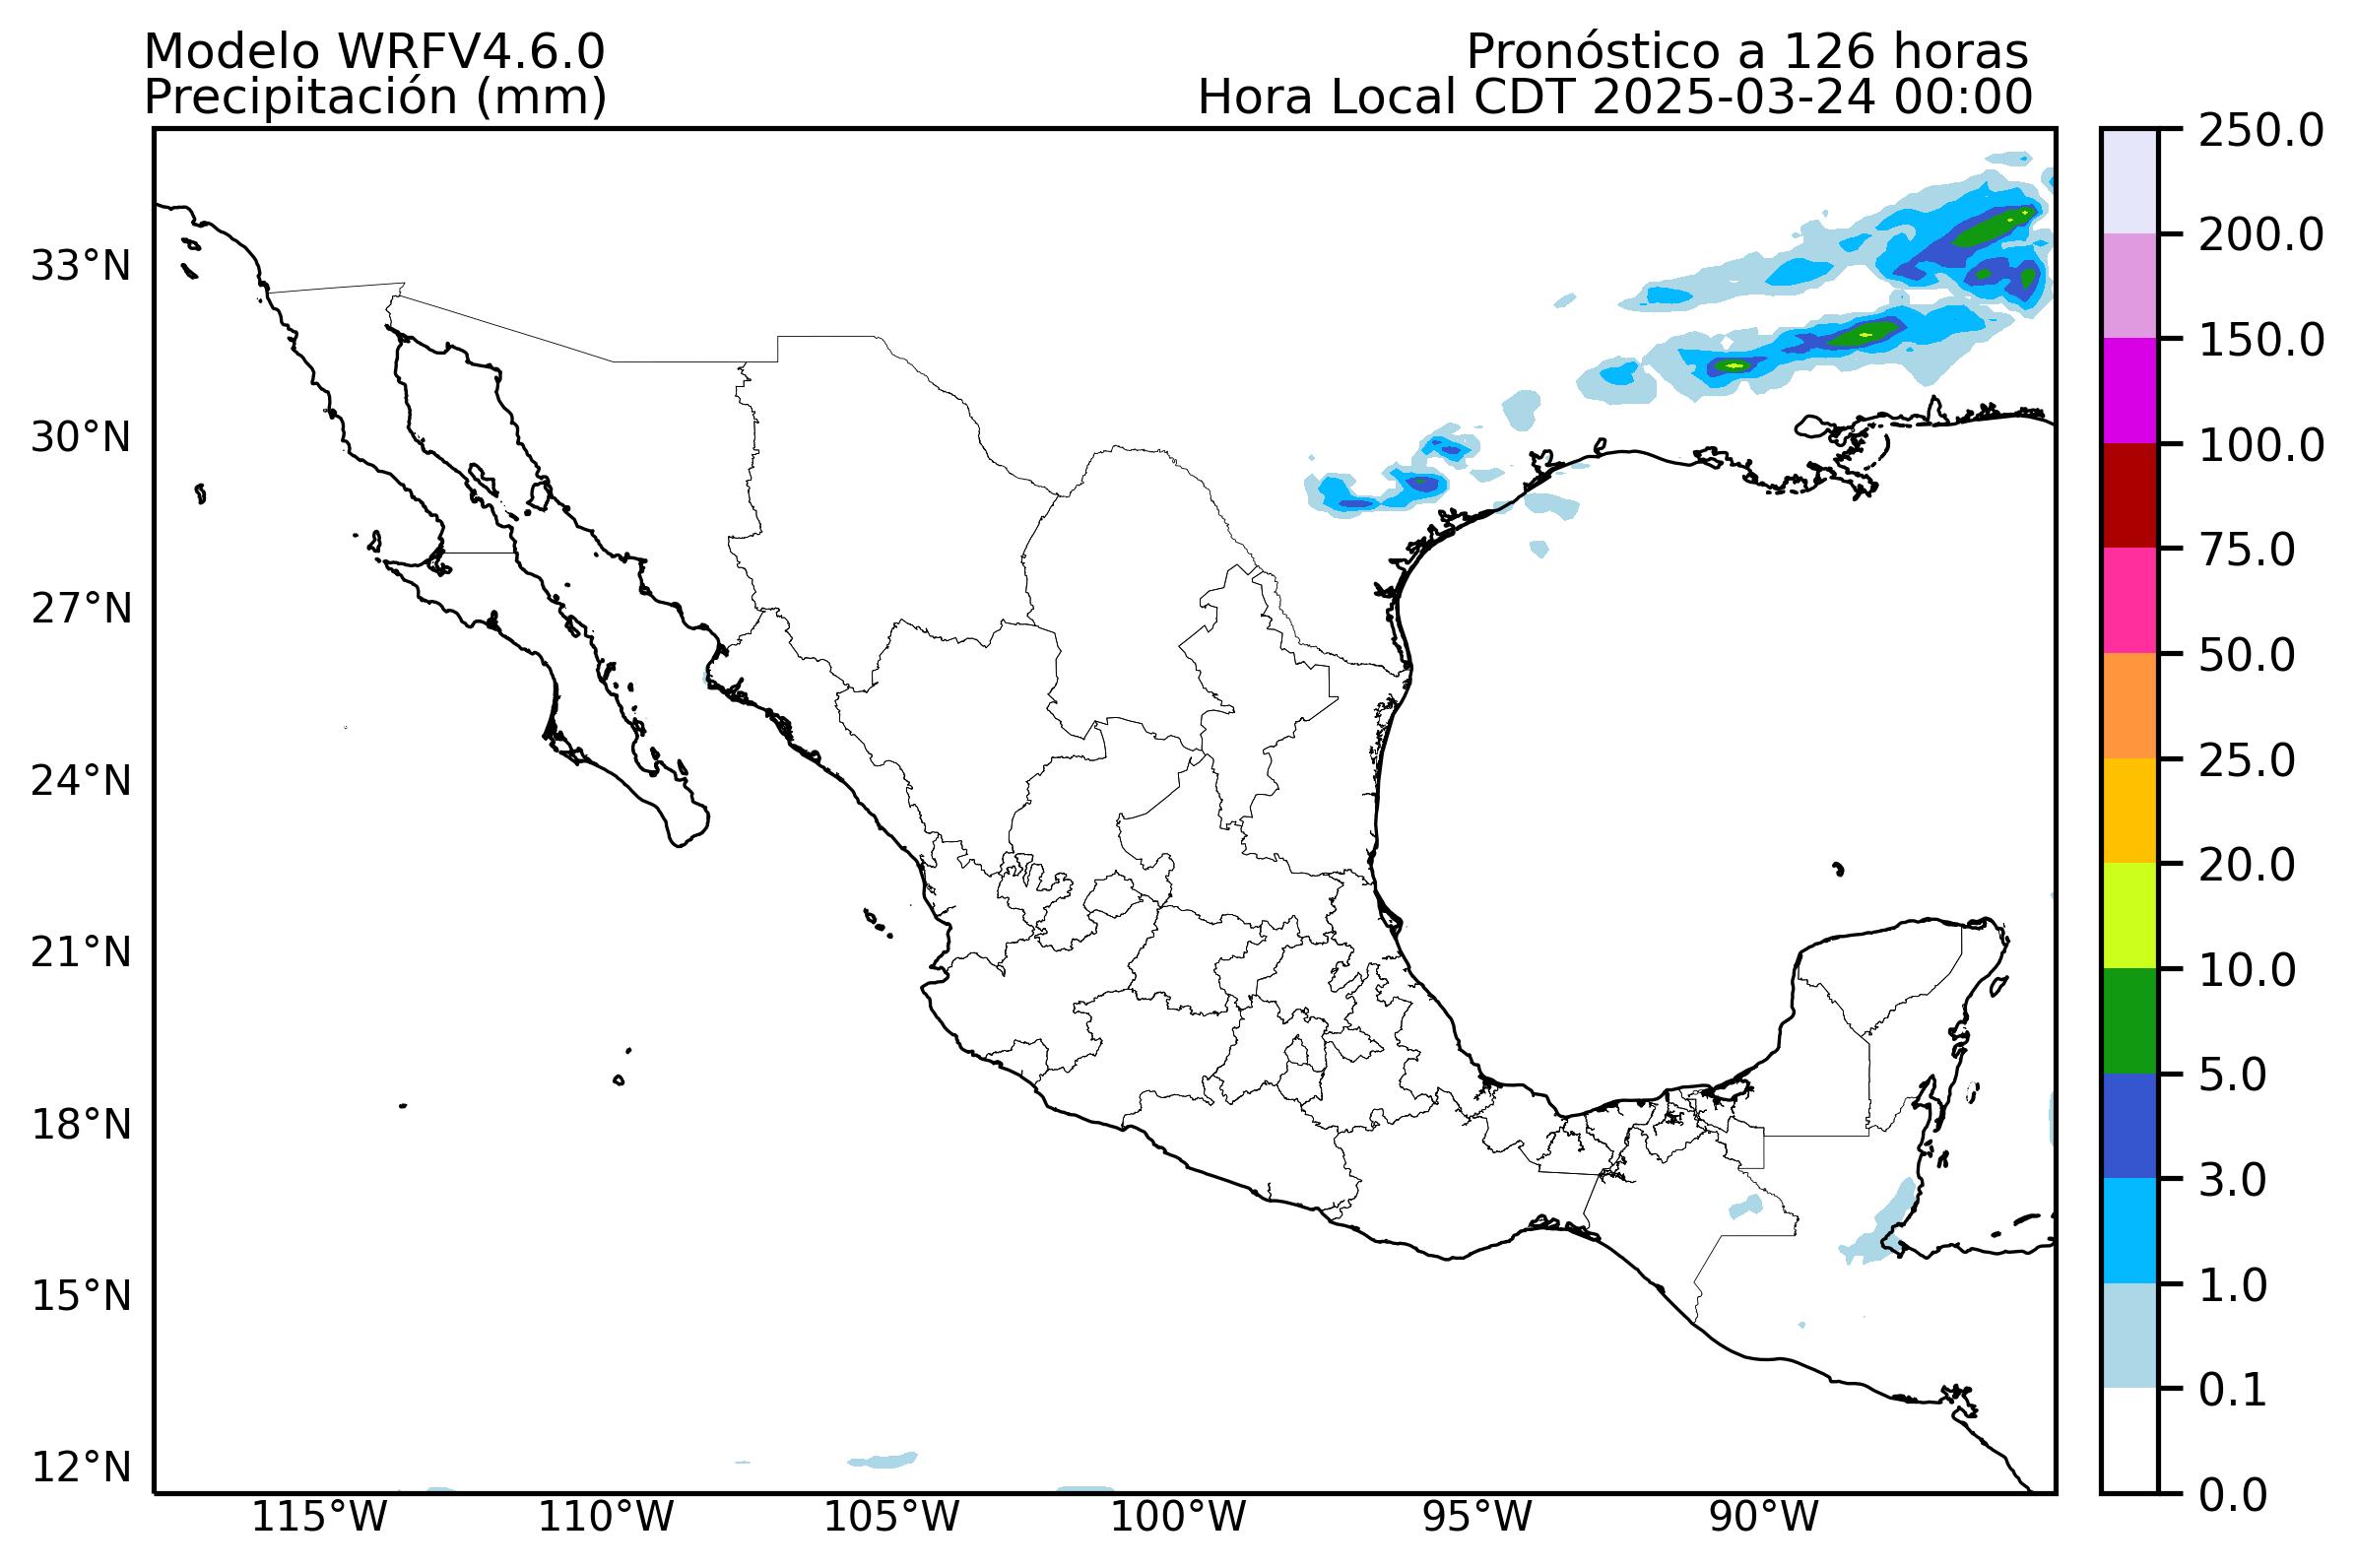 Modelo WRFV4.6.0
Pronóstico a 126 horas
Precipitación (mm)
Hora Local CDT 2025-03-24 00:00
33°N
30°N
27°N
24°N
21°N
18°N
15°N
12°N
115°W
110°W
105°W
100°W
95°W
90°W
250.0
200.0
150.0
100.0
75.0
50.0
25.0
20.0
10.0
5.0
3.0
1.0
0.1
0.0